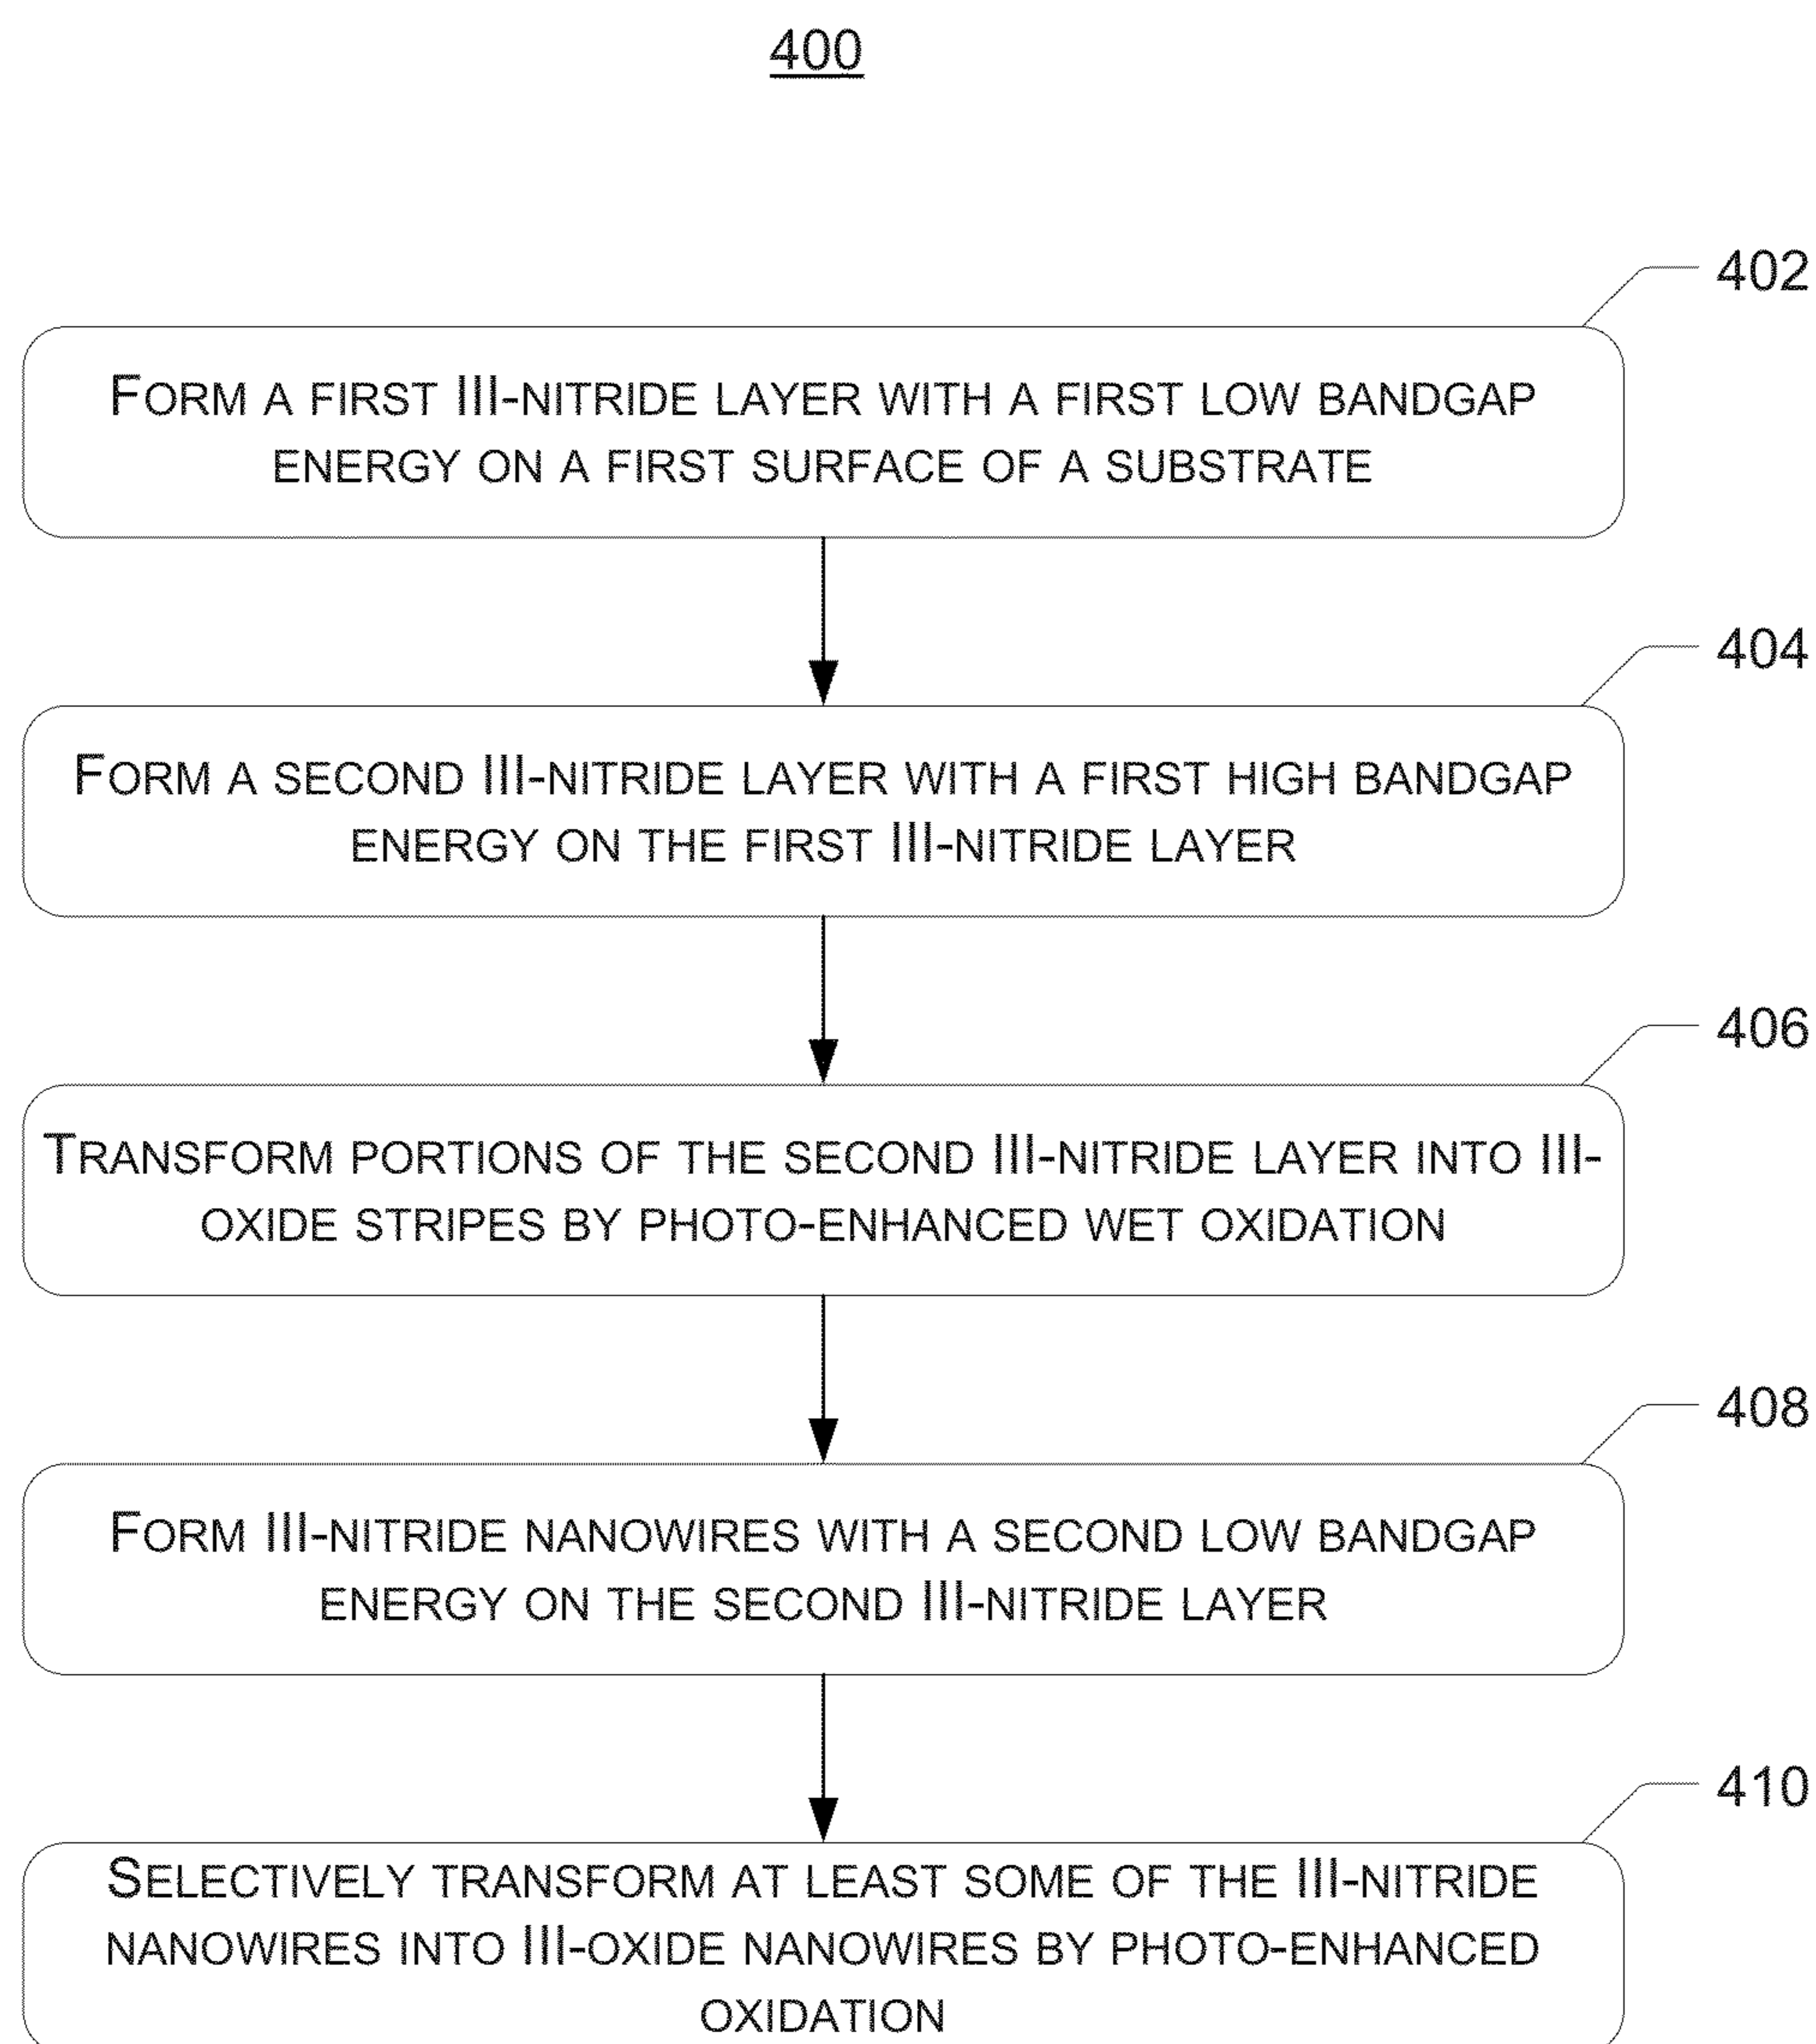 400
402
FORM A FIRST III-NITRIDE LAYER WITH A FIRST LOW BANDGAP
ENERGY ON A FIRST SURFACE OF A SUBSTRATE
404
FORM A SECOND III-NITRIDE LAYER WITH A FIRST HIGH BANDGAP
ENERGY ON THE FIRST III-NITRIDE LAYER
406
TRANSFORM PORTIONS OF THE SECOND III-NITRIDE LAYER INTO III-
OXIDE STRIPES BY PHOTO-ENHANCED WET OXIDATION
408
FORM III-NITRIDE NANOWIRES WITH A SECOND LOW BANDGAP
ENERGY ON THE SECOND III-NITRIDE LAYER
410
SELECTIVELY TRANSFORM AT LEAST SOME OF THE III-NITRIDE
NANOWIRES INTO III-OXIDE NANOWIRES BY PHOTO-ENHANCED
OXIDATION